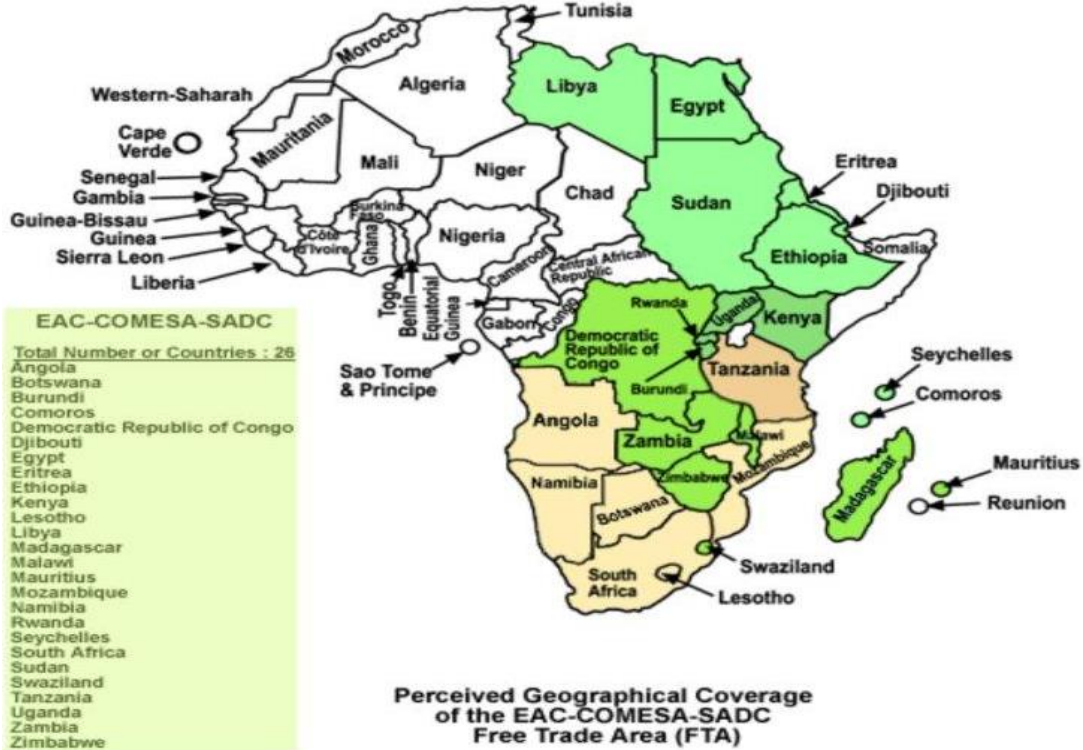 Tunisia
Morocco
Algeria
Libya
Egypt
Western-Saharah
Cape
Verde
Mauritania
Mali
Niger
Chad
Sudan
Eritrea
Djibouti
Senegal
Gambia
Guinea-Bissau
Guinea
Sierra Leon
Liberia
Burkina
Faso
Côte
d'Ivoire
Ghana
Togo
Benin
Nigeria
Cameroon
Central African
Republic
Ethiopia
Somalia
Equatorial
Guinea
Gabon
Congo
Sao Tome
& Principe
Rwanda
Uganda
Kenya
Democratic
Republic of
Congo
Burundi
Tanzania
Seychelles
Comoros
Angola
Zambia
Malawi
Mozambique
Namibia
Zimbabwe
Botswana
Madagascar
Mauritius
Reunion
South
Africa
Swaziland
Lesotho
EAC-COMESA-SADC
Total Number or Countries : 26
Angola
Botswana
Burundi
Comoros
Democratic Republic of Congo
Djibouti
Egypt
Eritrea
Ethiopia
Kenya
Lesotho
Libya
Madagascar
Malawi
Mauritius
Mozambique
Namibia
Rwanda
Seychelles
South Africa
Sudan
Swaziland
Tanzania
Uganda
Zambia
Zimbabwe
Perceived Geographical Coverage
of the EAC-COMESA-SADC
Free Trade Area (FTA)